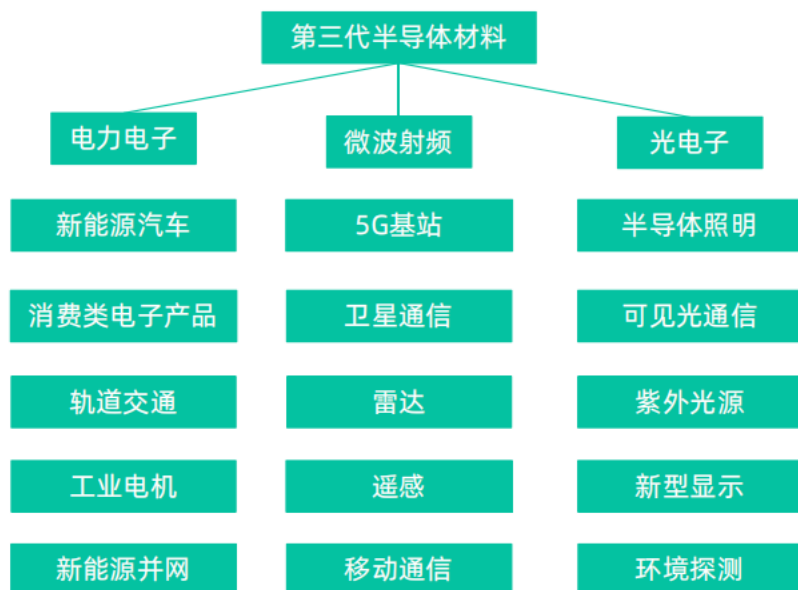 第三代半导体材料
电力电子
微波射频
光电子
新能源汽车
5G基站
半导体照明
消费类电子产品
卫星通信
可见光通信
轨道交通
雷达
紫外光源
工业电机
遥感
新型显示
新能源并网
移动通信
环境探测